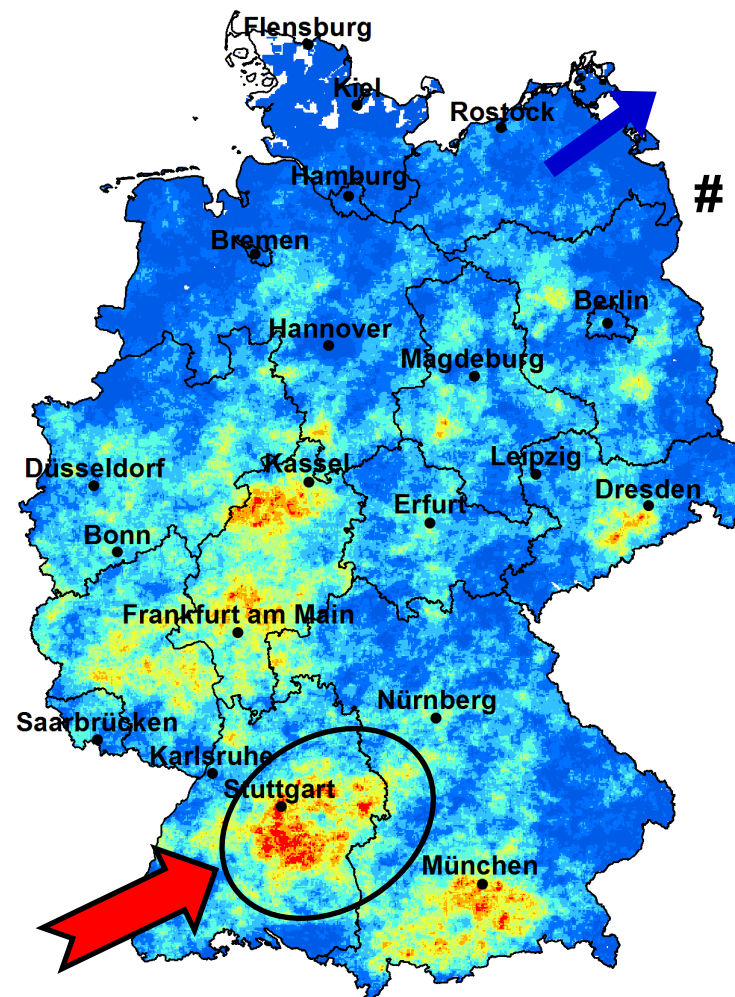 Flensburg
Kiel
Rostock
Hamburg
#
Bremen
Berlin
Hannover
Magdeburg
Düsseldorf
Kassel
Leipzig
Dresden
Erfurt
Bonn
Frankfurt am Main
Nürnberg
Saarbrücken
Karlsruhe
Stuttgart
München